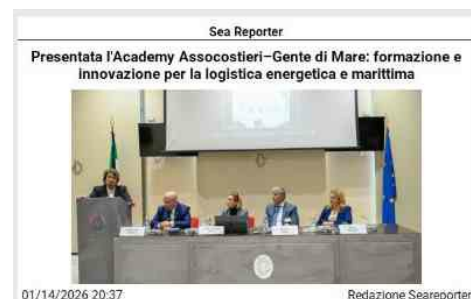 Sea Reporter
Presentata l'Academy Assocostieri–Gente di Mare: formazione e
innovazione per la logistica energetica e marittima
01/14/2026 20:37
Redazione Seareporter